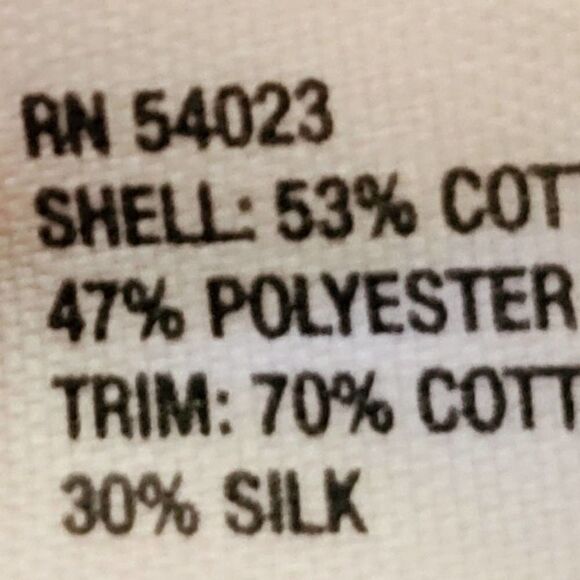 RN 54023
SHELL: 53% COT
47% POLYESTER
TRIM: 70% COTT
30% SILK